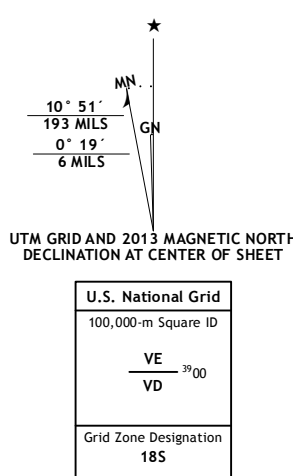 MN
GN
10° 51´
193 MILS
0° 19´
6 MILS
UTM GRID AND 2013 MAGNETIC NORTH
DECLINATION AT CENTER OF SHEET
U.S. National Grid
100,000-m Square ID
VE
3900
VD
Grid Zone Designation
18S